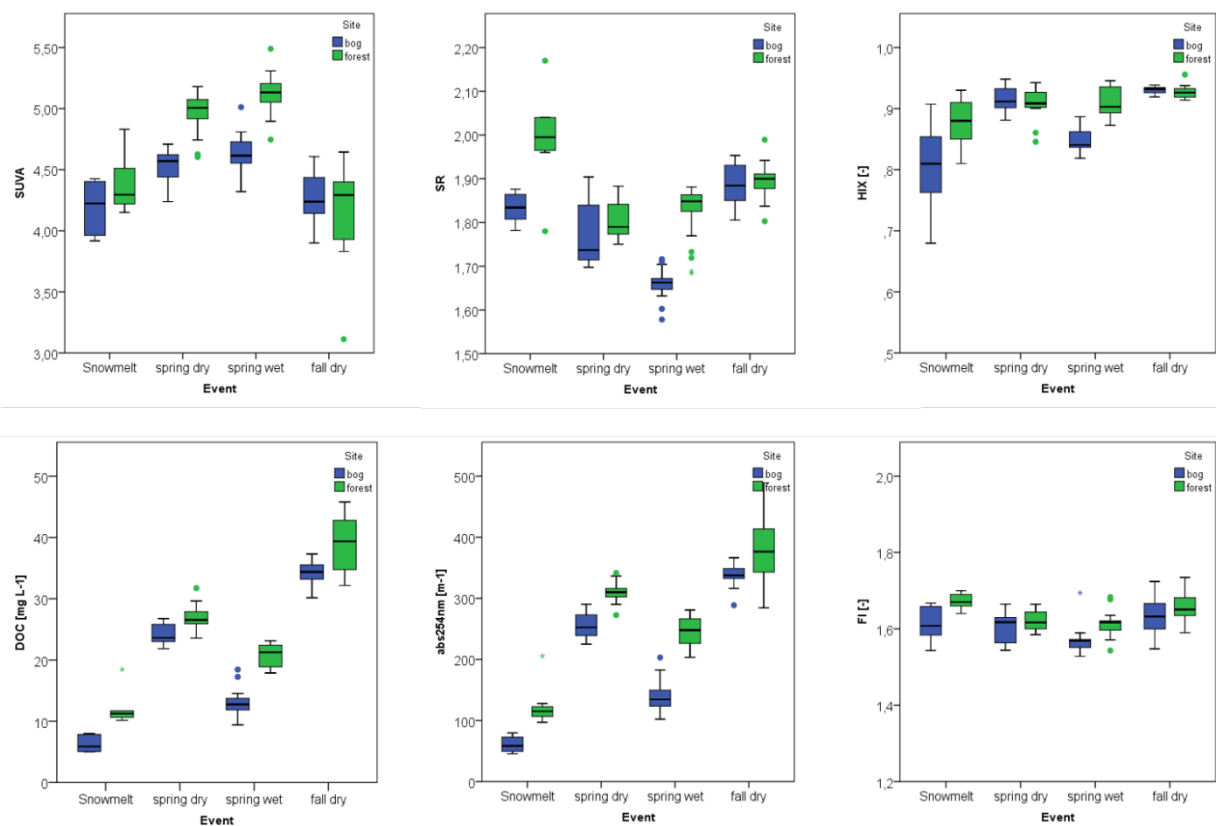 Site
bog
forest
5,50
5,00
4,50
4,00
3,50
3,00
SUVA
Snowmelt spring dry spring wet fall dry
Event
Site
bog
forest
2,20
2,10
2,00
1,90
1,80
1,70
1,60
1,50
SR
Snowmelt spring dry spring wet fall dry
Event
Site
bog
forest
1,0
,9
,8
,7
,6
,5
HIX [-]
Snowmelt spring dry spring wet fall dry
Event
Site
bog
forest
50
40
30
20
10
0
DOC [mg L-1]
Snowmelt spring dry spring wet fall dry
Event
Site
bog
forest
500
400
300
200
100
0
abs254nm [m-1]
Snowmelt spring dry spring wet fall dry
Event
Site
bog
forest
2,0
1,8
1,6
1,4
1,2
FI [-]
Snowmelt spring dry spring wet fall dry
Event